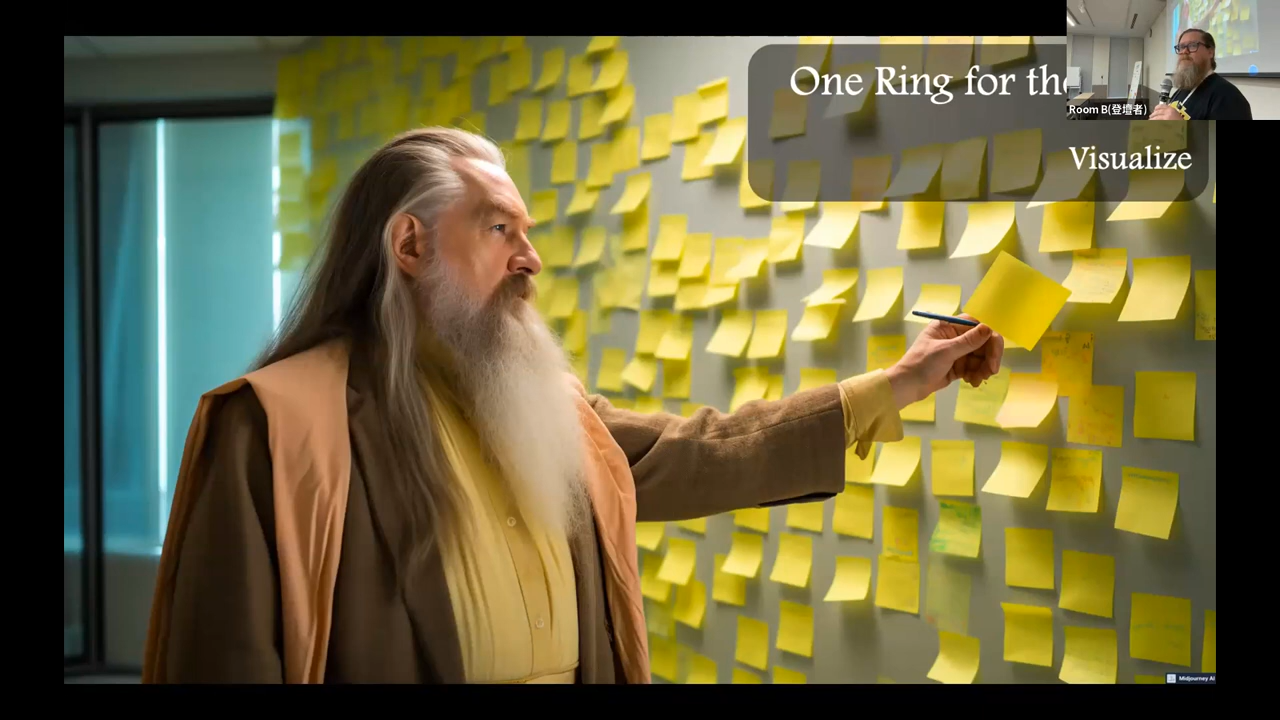 One Ring for the
Visualize
Room B(登壇者)
Midjourney AI